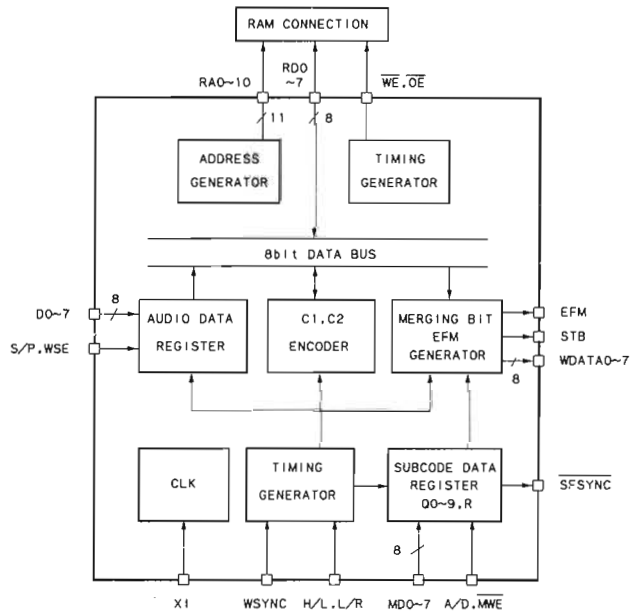 RAM CONNECTION
RA0~10
RD0
~7
WE.OE
11
8
ADDRESS
GENERATOR
TIMING
GENERATOR
8bit DATA BUS
D0~7
8
S/P.WSE
AUDIO DATA
REGISTER
C1.C2
ENCODER
MERGING BIT
EFM
GENERATOR
EFM
STB
WDATA0~7
8
CLK
TIMING
GENERATOR
SUBCODE DATA
REGISTER
Q0~9.R
SFSYNC
8
X1
WSYNC
H/L.L/R
MD0~7
A/D.MWE